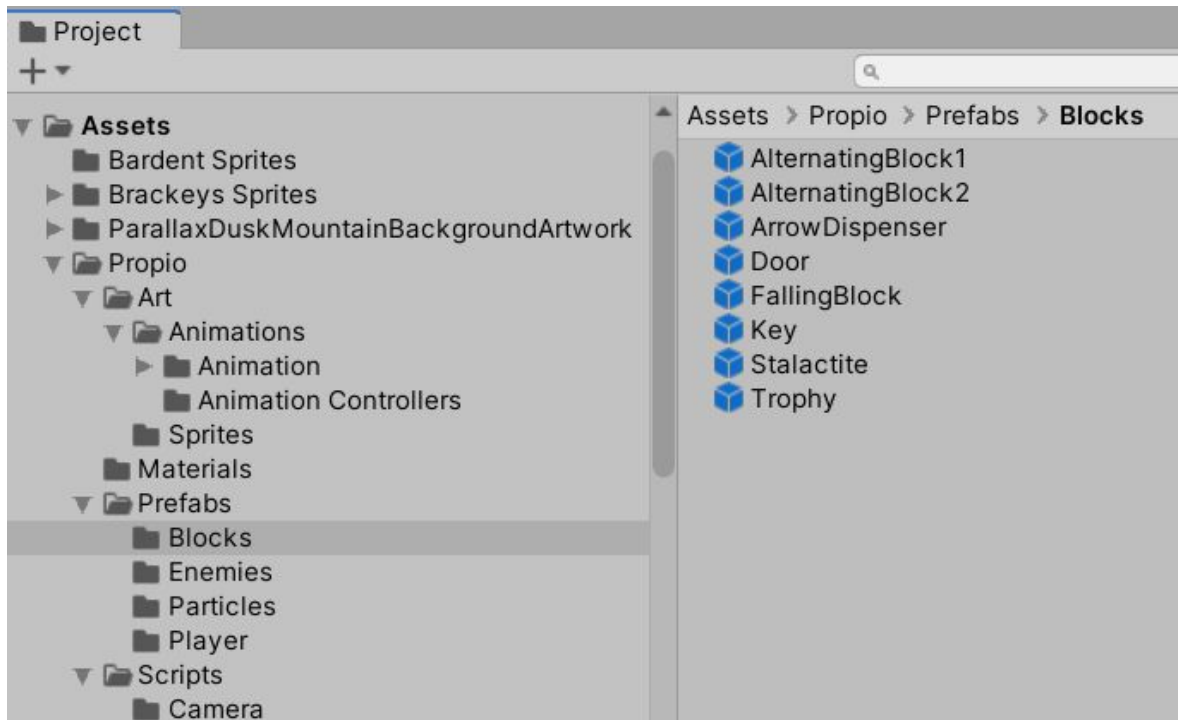 Project
Assets
Bardent Sprites
Brackeys Sprites
ParallaxDuskMountainBackgroundArtwork
Propio
Art
Animations
Animation
Animation Controllers
Sprites
Materials
Prefabs
Blocks
Enemies
Particles
Player
Scripts
Camera
Assets > Propio > Prefabs > Blocks
AlternatingBlock1
AlternatingBlock2
ArrowDispenser
Door
FallingBlock
Key
Stalactite
Trophy